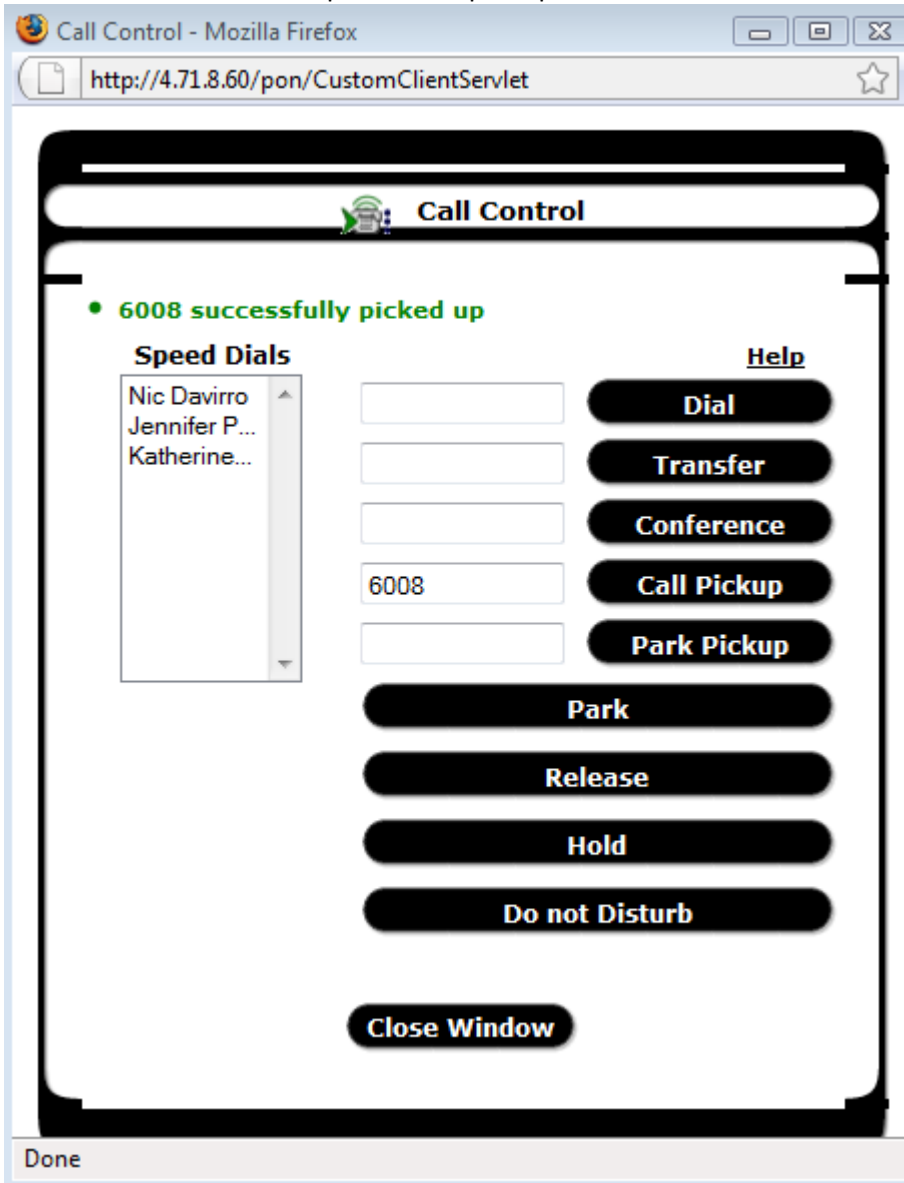 Call Control - Mozilla Firefox
http://4.71.8.60/pon/CustomClientServlet
Call Control
• 6008 successfully picked up
Speed Dials
Help
Nic Davirro
Jennifer P...
Katherine...
Dial
Transfer
Conference
6008
Call Pickup
Park Pickup
Park
Release
Hold
Do not Disturb
Close Window
Done